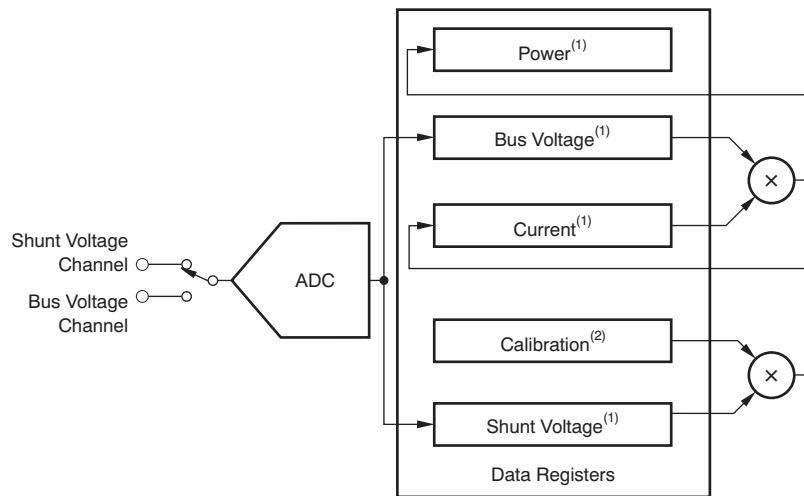 Power(1)
Bus Voltage(1)
×
Current(1)
Shunt Voltage
Channel
ADC
Bus Voltage
Channel
Calibration(2)
×
Shunt Voltage(1)
Data Registers